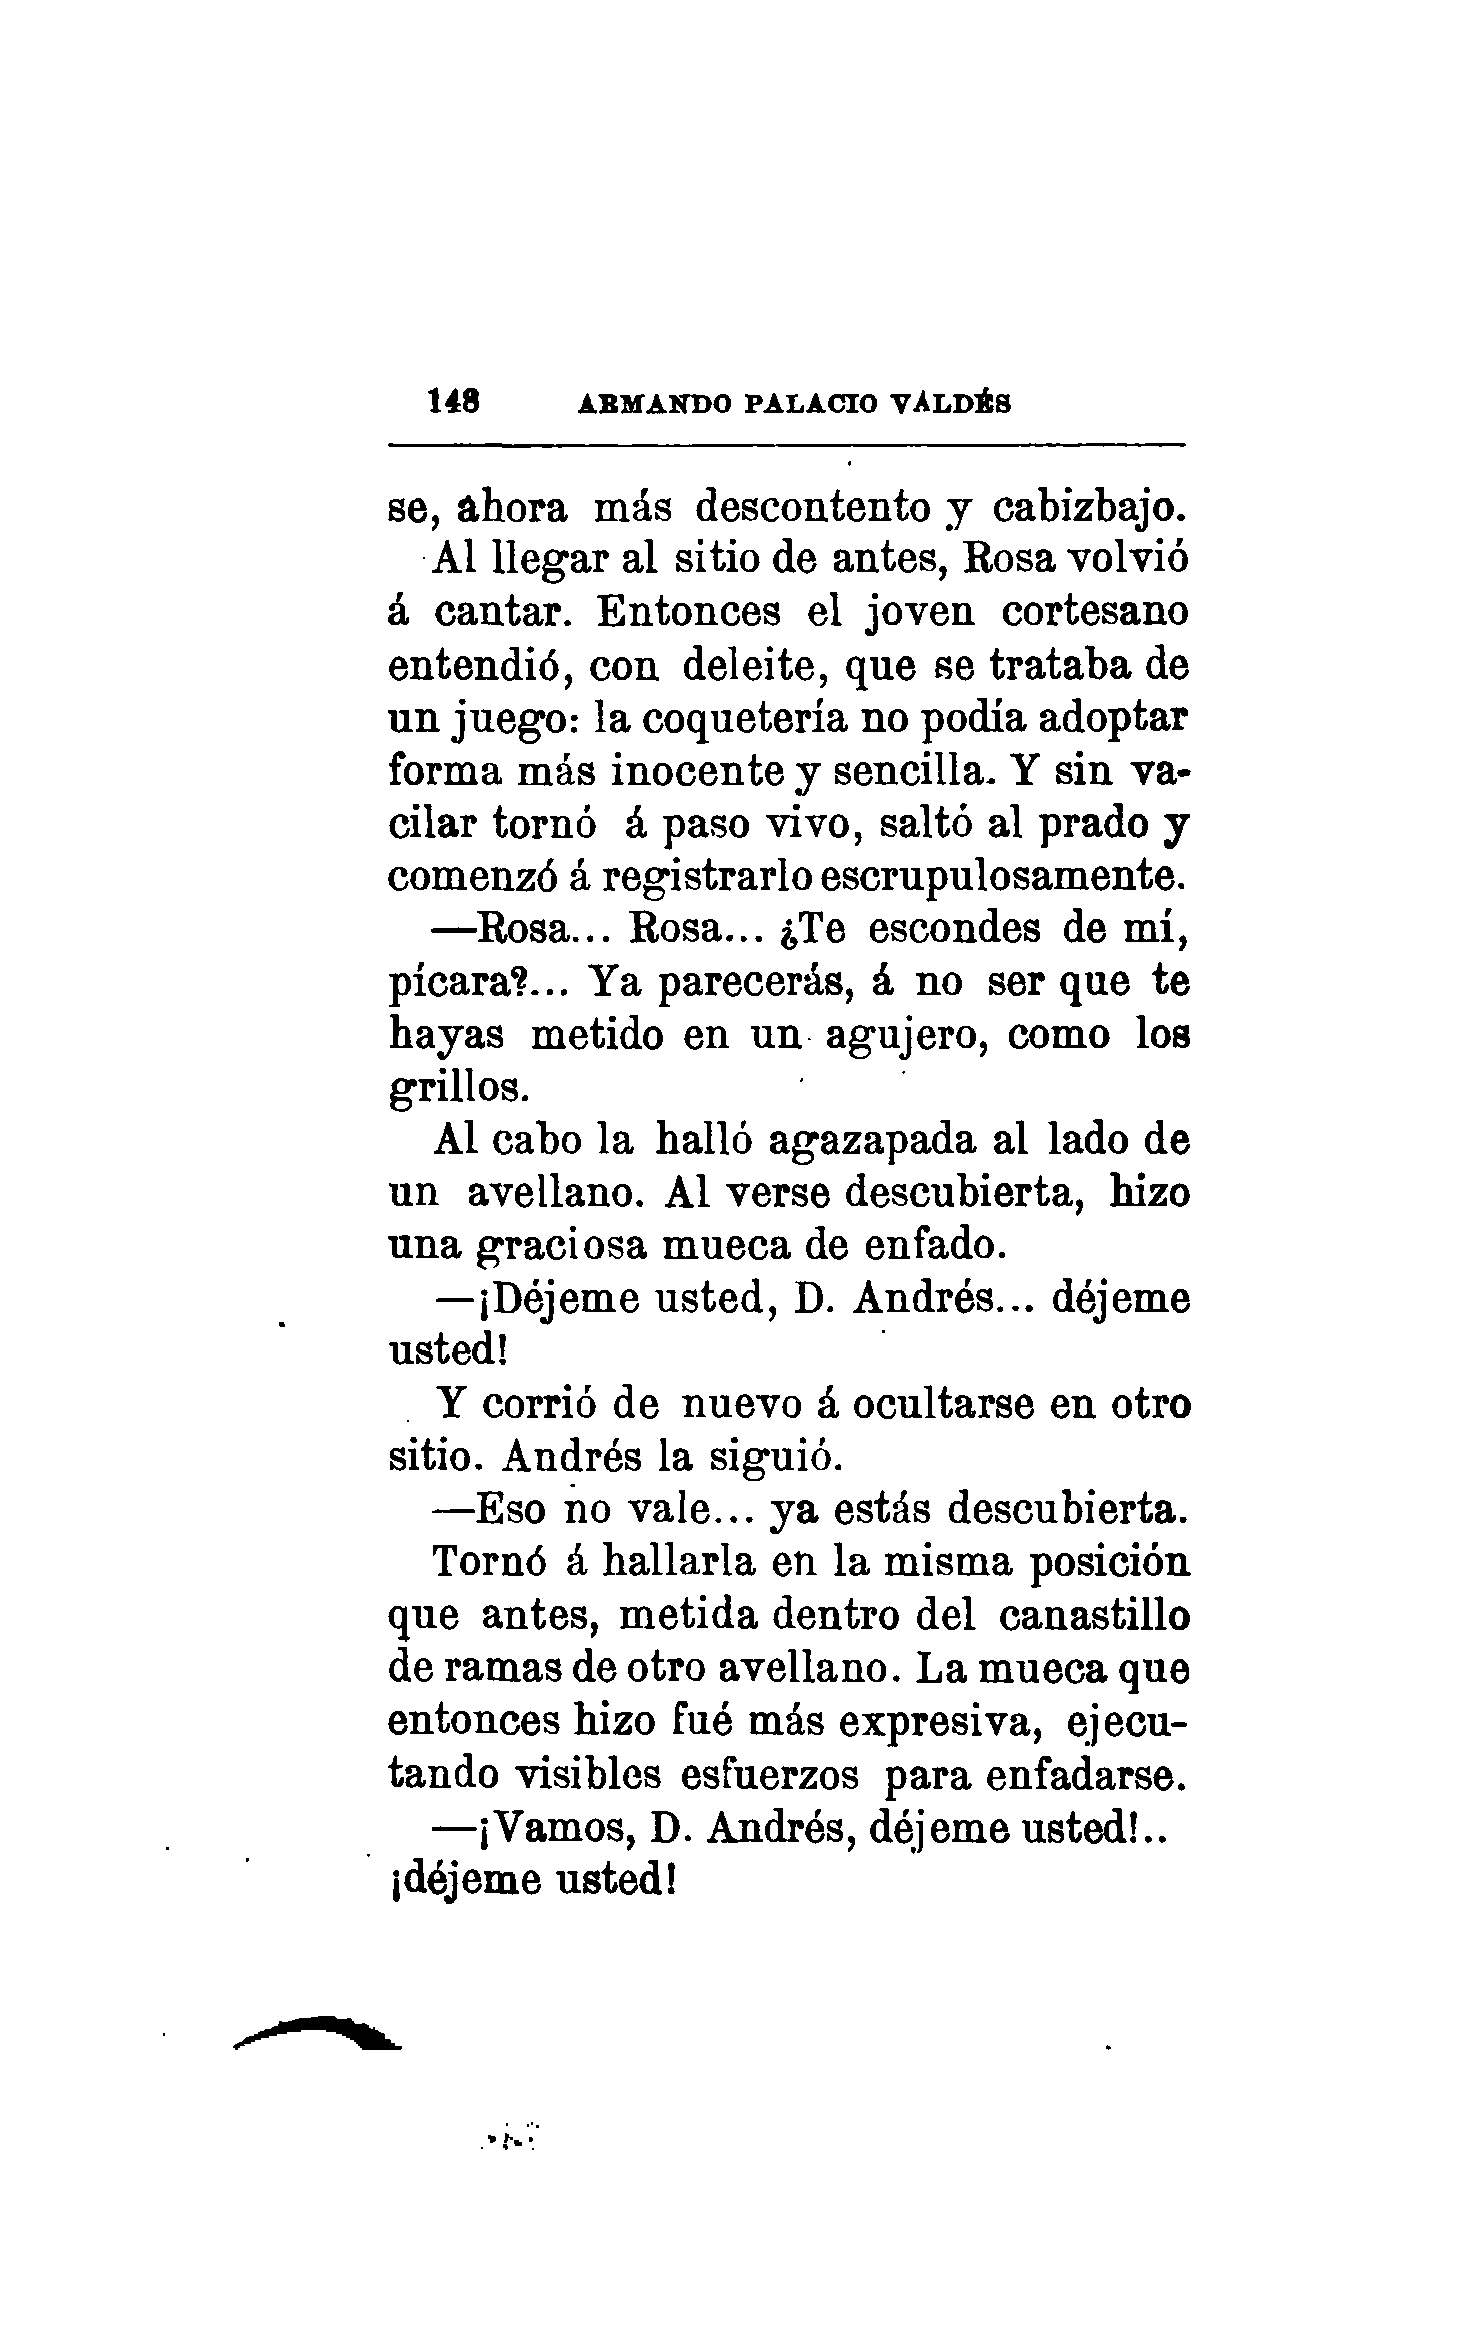 148 ARMANDO PALACIO VALDÉS
se, ahora más descontento y cabizbajo.
Al llegar al sitio de antes, Rosa volvió
á cantar. Entonces el joven cortesano
entendió, con deleite, que se trataba de
un juego: la coquetería no podía adoptar
forma más inocente y sencilla. Y sin va-
cilar tornó á paso vivo, saltó al prado y
comenzó á registrarlo escrupulosamente.
—Rosa... Rosa... ¿Te escondes de mí,
pícara?... Ya parecerás, á no ser que te
hayas metido en un agujero, como los
grillos.
Al cabo la halló agazapada al lado de
un avellano. Al verse descubierta, hizo
una graciosa mueca de enfado.
—¡Déjeme usted, D. Andrés... déjeme
usted!
Y corrió de nuevo á ocultarse en otro
sitio. Andrés la siguió.
—Eso no vale... ya estás descubierta.
Tornó á hallarla en la misma posición
que antes, metida dentro del canastillo
de ramas de otro avellano. La mueca que
entonces hizo fué más expresiva, ejecu-
tando visibles esfuerzos para enfadarse.
—¡Vamos, D. Andrés, déjeme usted!..
¡déjeme usted!